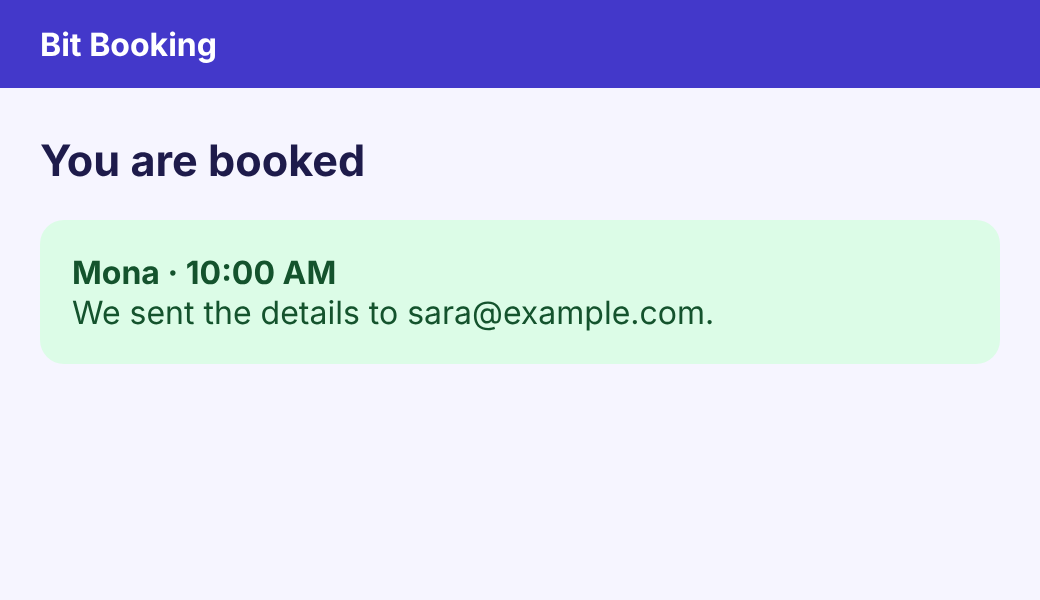 Bit Booking
You are booked
Mona · 10:00 AM
We sent the details to sara@example.com.